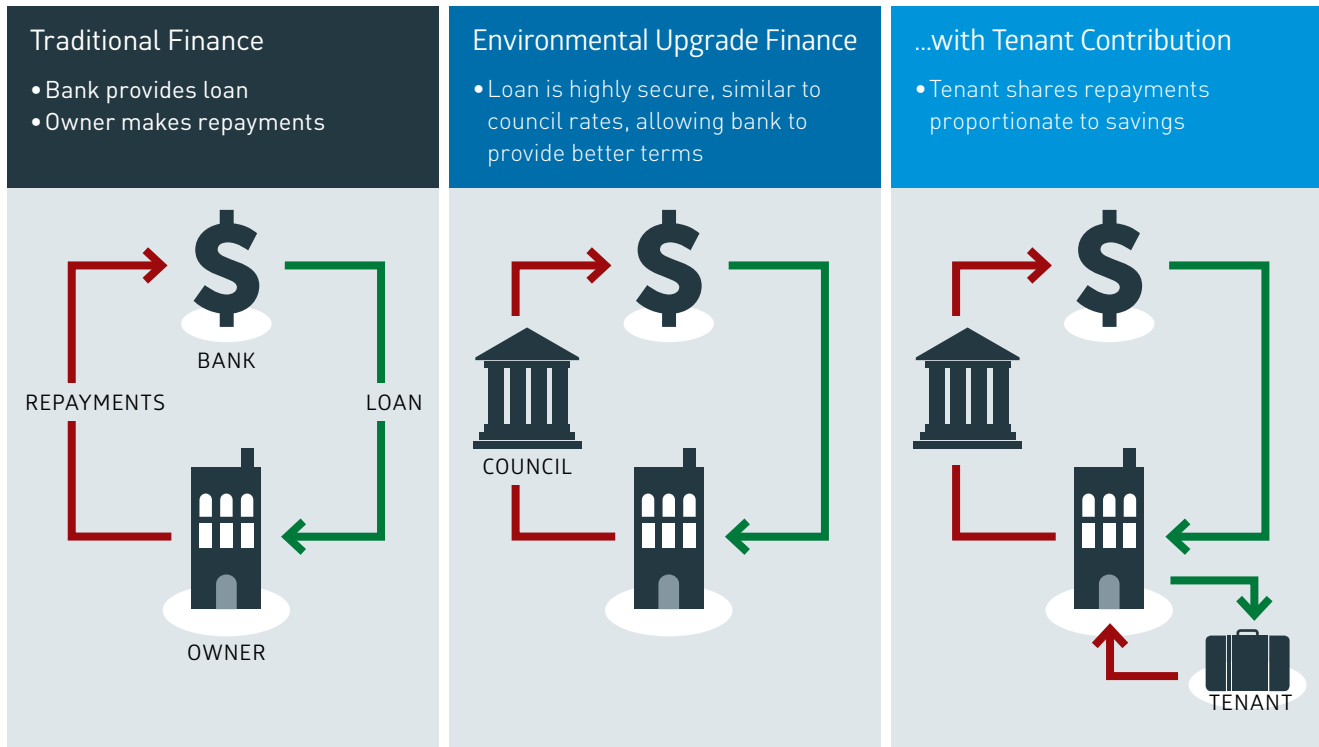 Traditional Finance
• Bank provides loan
• Owner makes repayments
BANK
REPAYMENTS
LOAN
OWNER
Environmental Upgrade Finance
• Loan is highly secure, similar to
council rates, allowing bank to
provide better terms
COUNCIL
...with Tenant Contribution
• Tenant shares repayments
proportionate to savings
TENANT